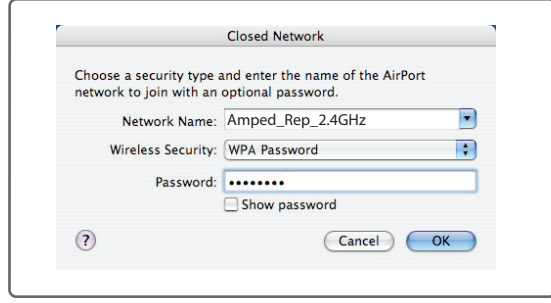 Closed Network
Choose a security type and enter the name of the AirPort
network to join with an optional password.
Network Name: Amped_Rep_2.4GHz
Wireless Security: WPA Password
Password: ••••••••
Show password
? Cancel OK